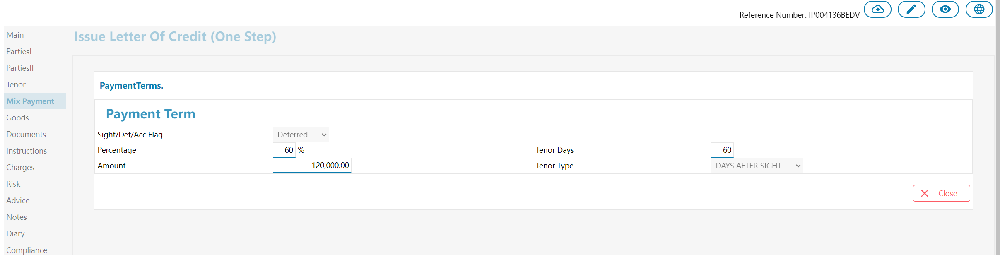 Reference Number: IP004136BEDV
Main
PartiesI
PartiesII
Tenor
Mix Payment
Goods
Documents
Instructions
Charges
Risk
Advice
Notes
Diary
Compliance
Issue Letter Of Credit (One Step)
PaymentTerms.
Payment Term
Sight/Def/Acc Flag Deferred
Percentage 60 % Tenor Days 60
Amount 120,000.00 Tenor Type DAYS AFTER SIGHT
Close